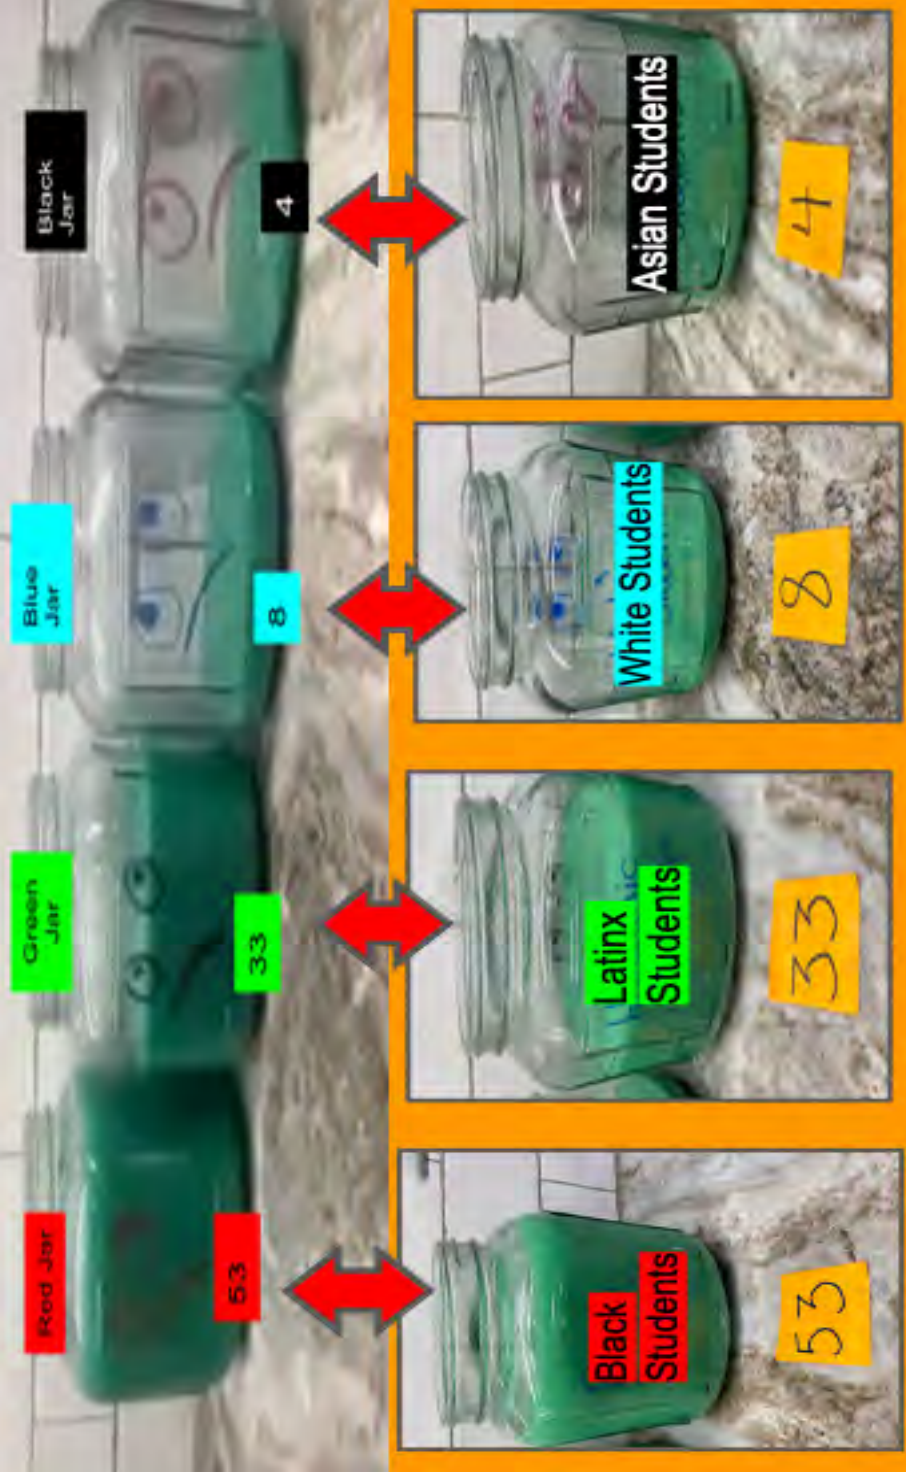 Red Jar
Green
Jar
Blue
Jar
Black
Jar
53
33
8
4
Black
Students
Latinx
Students
White Students
Asian Students
53
33
8
4